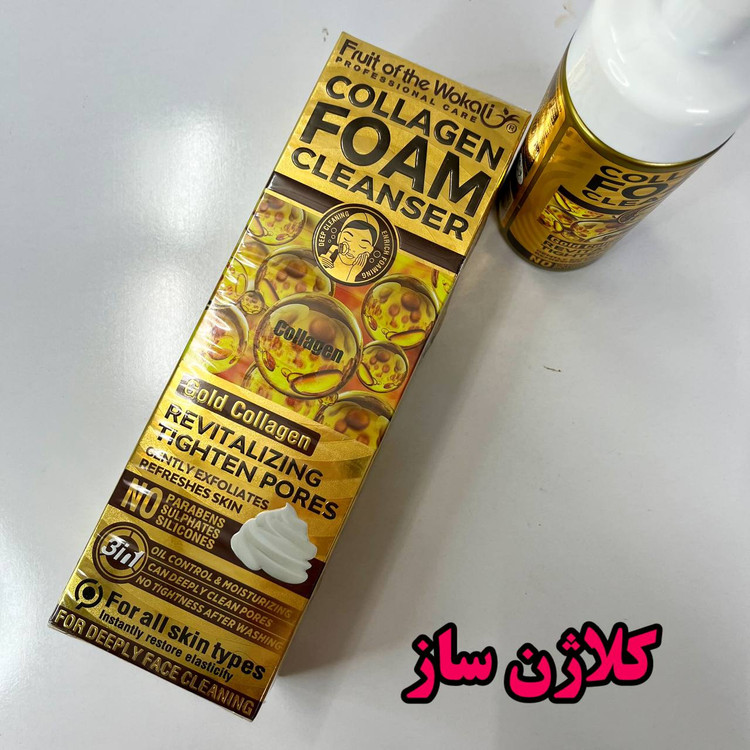 Fruit of the Wokali
PROFESSIONAL CARE
COLLAGEN
FOAM
CLEANSER
DEEP CLEANING
ENRICH FOAMING
Collagen
Gold Collagen
REVITALIZING
TIGHTEN PORES
GENTLY EXFOLIATES
REFRESHES SKIN
NO PARABENS
SULPHATES
SILICONES
3in1
OIL CONTROL & MOISTURIZING
CAN DEEPLY CLEAN PORES
NO TIGHTNESS AFTER WASHING
For all skin types
Instantly restore elasticity
FOR DEEPLY FACE CLEANING
FOAM
CLEANSER
NO
کلاژن ساز